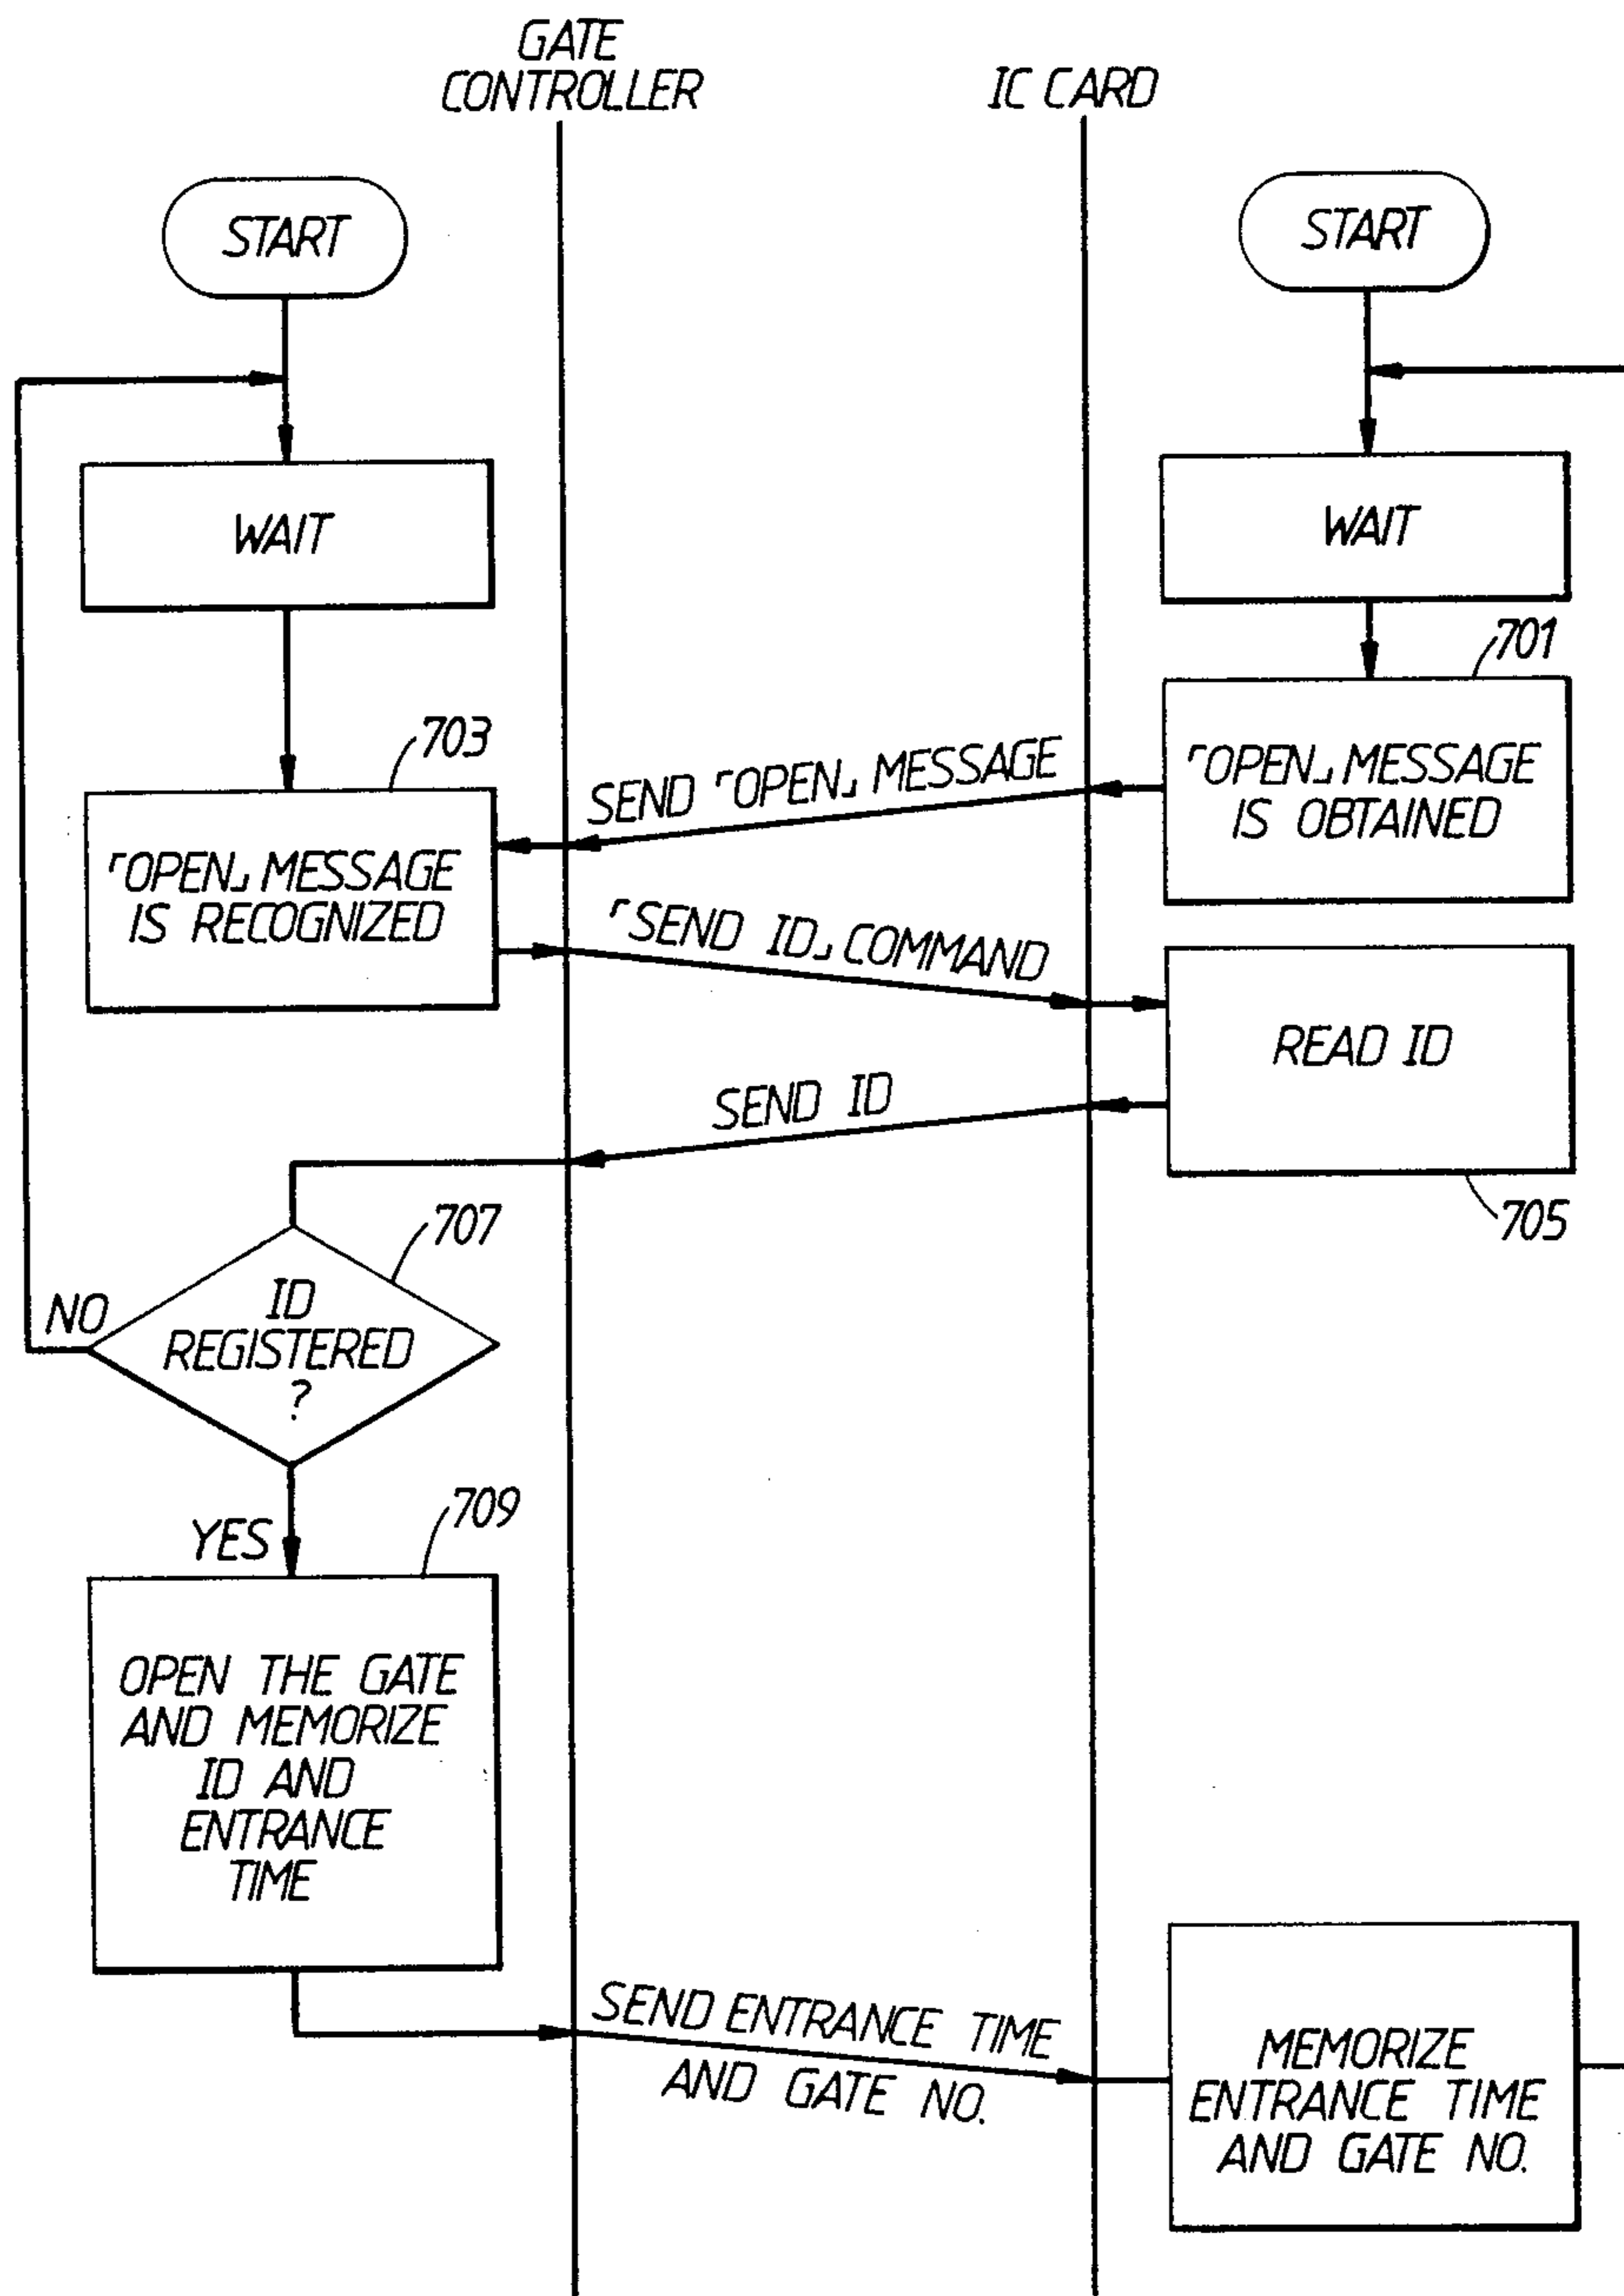 GATE
CONTROLLER
IC CARD
START
START
WAIT
WAIT
701
703
SEND「OPEN」MESSAGE
「OPEN」MESSAGE
IS OBTAINED
「OPEN」MESSAGE
IS RECOGNIZED
「SEND ID」COMMAND
READ ID
SEND ID
705
707
NO
ID
REGISTERED
?
709
YES
OPEN THE GATE
AND MEMORIZE
ID AND
ENTRANCE
TIME
SEND ENTRANCE TIME
AND GATE NO.
MEMORIZE
ENTRANCE TIME
AND GATE NO.